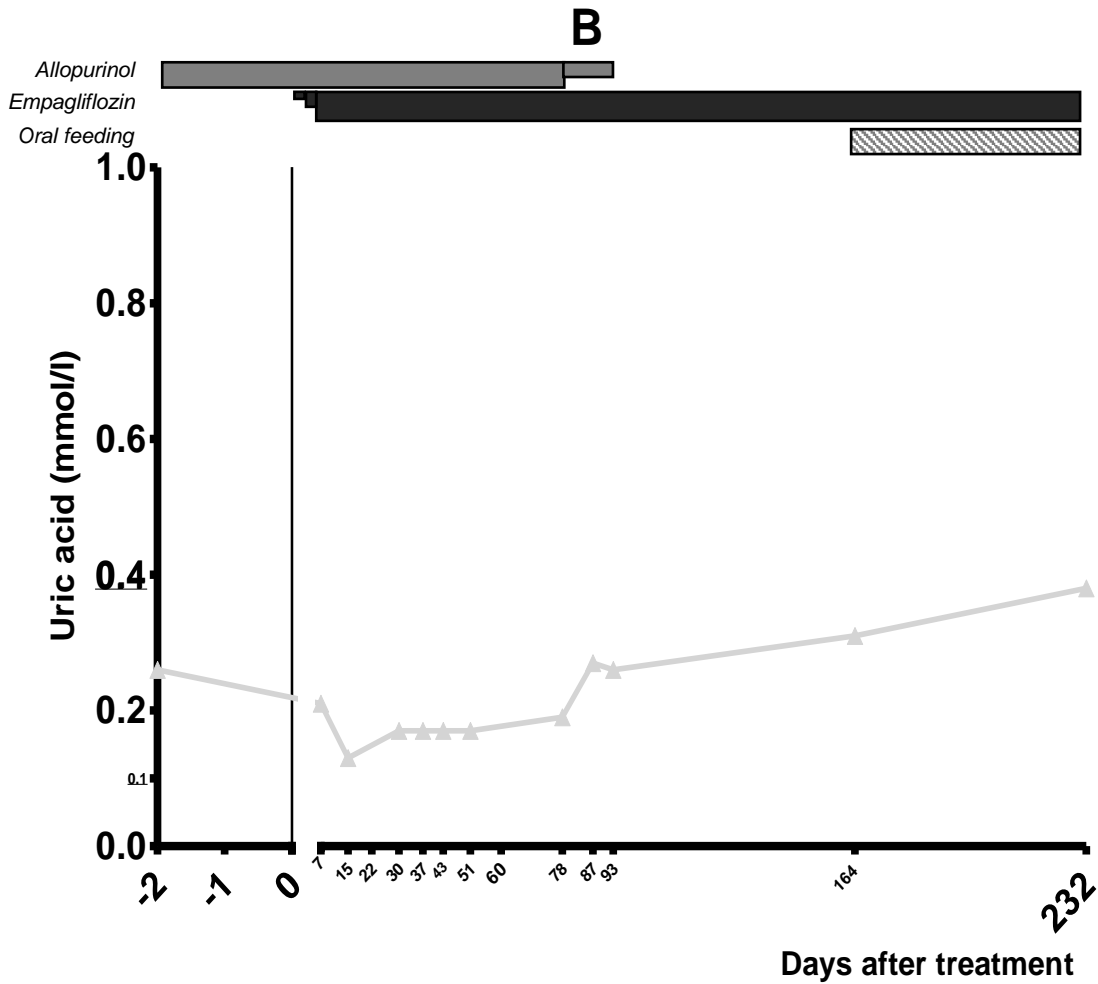 B
Allopurinol
Empagliflozin
Oral feeding
1.0
0.8
0.6
0.4
0.2
0.1
0.0
Uric acid (mmol/l)
-2 -1 0 7 15 22 30 37 43 51 60 78 87 93 164 232
Days after treatment